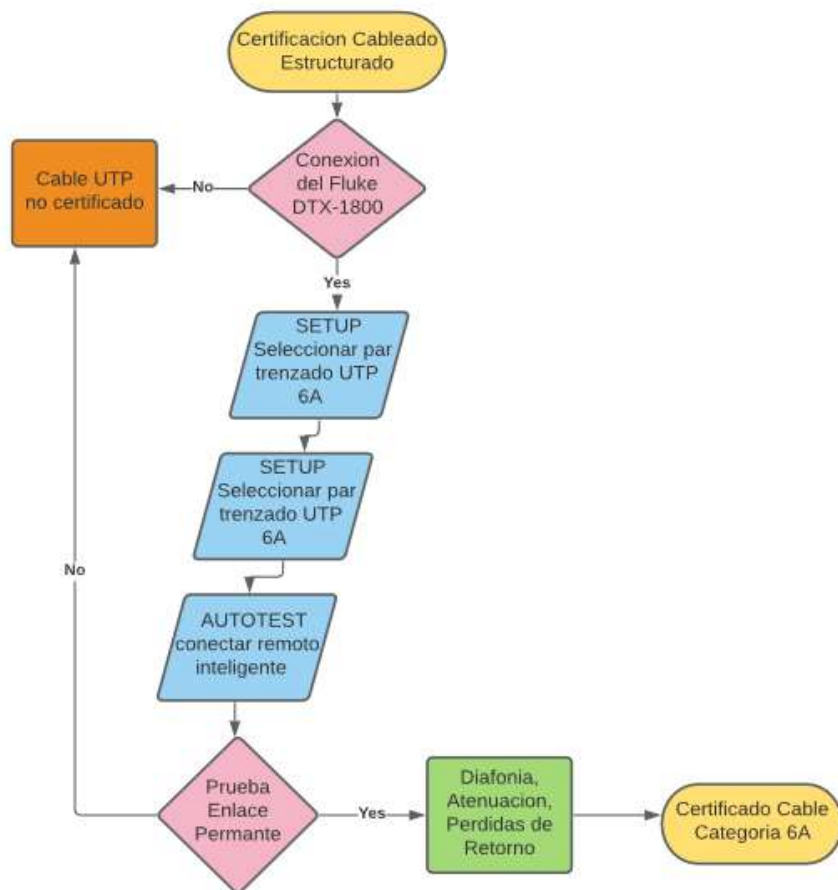 Certificacion Cableado
Estructurado
Conexion
del Fluke
DTX-1800
No
Cable UTP
no certificado
Yes
SETUP
Seleccionar par
trenzado UTP
6A
SETUP
Seleccionar par
trenzado UTP
6A
No
AUTOTEST
conectar remoto
inteligente
Prueba
Enlace
Permante
Yes
Diafonia,
Atenuacion,
Perdidas de
Retorno
Certificado Cable
Categoria 6A